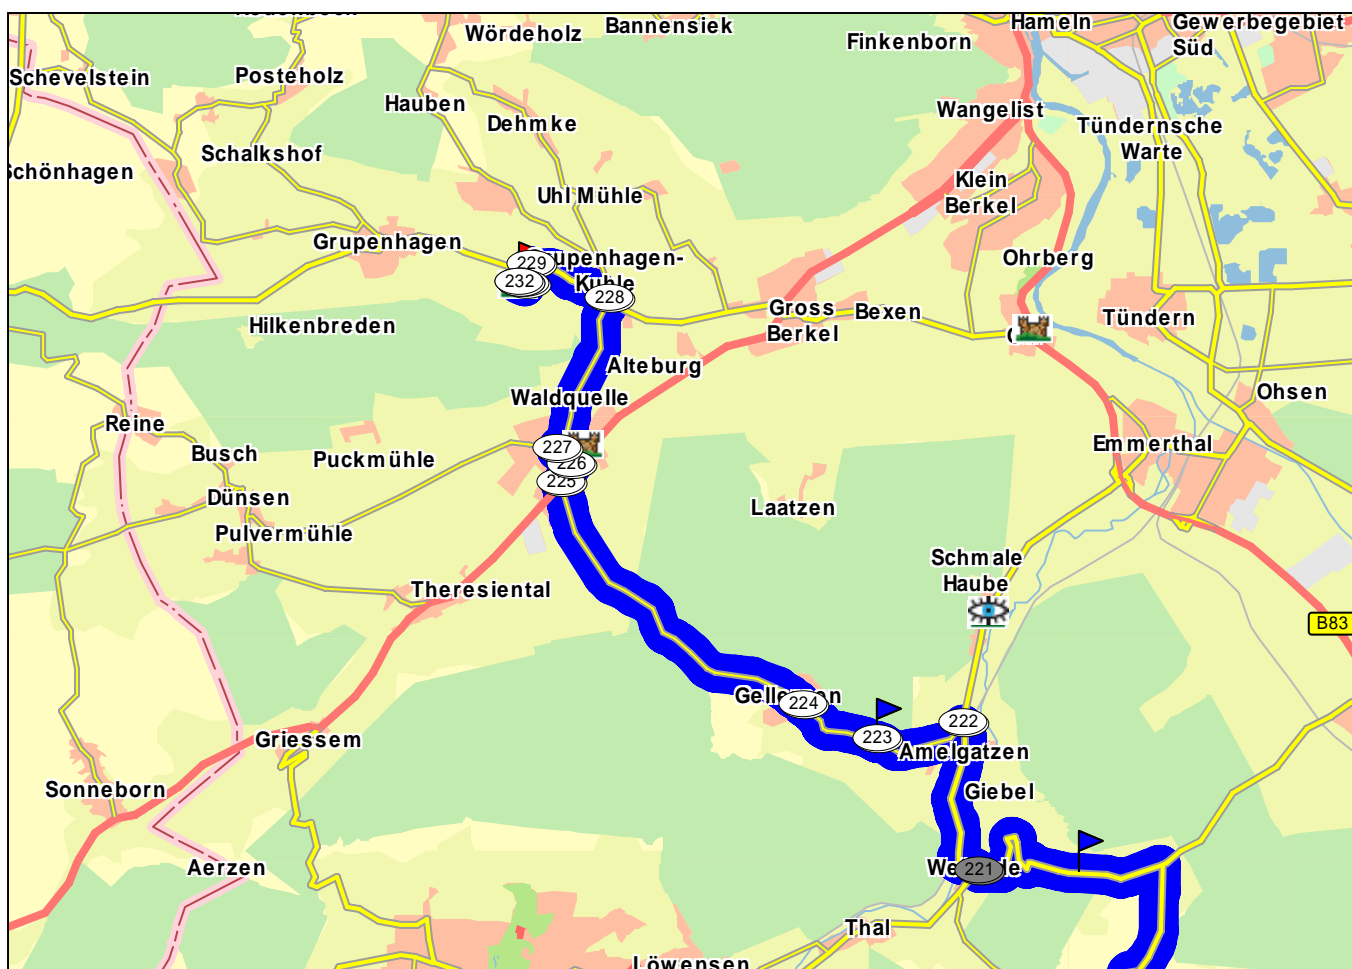 Hameln
Gewerbegebiet
Süd
Bannensiek
Wördeholz
Finkenborn
Schevelstein
Posteholz
Hauben
Wangelist
Dehmke
Tündernsche
Warte
Schalkshof
Schönhagen
Klein
Berkel
Uhl Mühle
Grupenhagen
Ohrberg
229
232
228
Hilkenbreden
Gross
Berkel
Bexen
Tündern
Alteburg
Waldquelle
Ohsen
Reine
Busch
Puckmühle
Emmerthal
227
226
225
Dünsen
Pulvermühle
Laatzen
Schmale
Haube
Theresiental
B83
224
223
222
Griessem
Amelgatzen
Sonneborn
Giebel
Aerzen
221
Thal
Löwensen